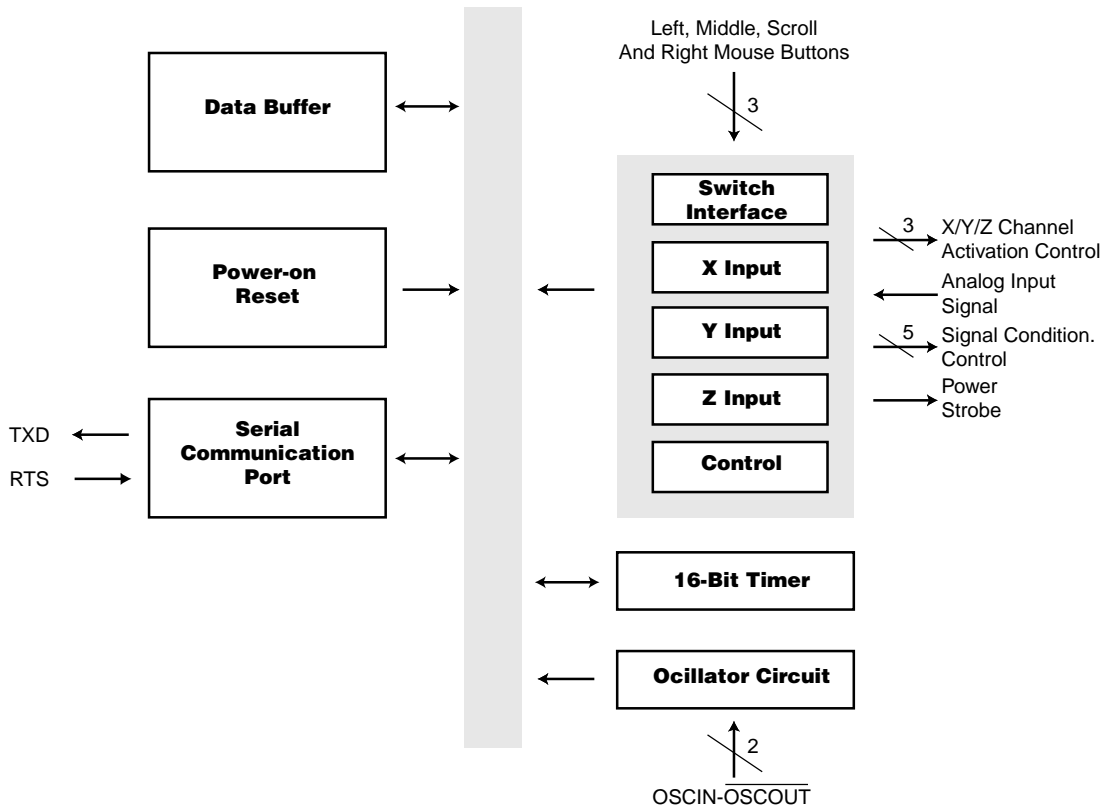 Left, Middle, Scroll
And Right Mouse Buttons
3
Data Buffer
Power-on
Reset
Serial
Communication
Port
TXD
RTS
Switch
Interface
X Input
Y Input
Z Input
Control
3
X/Y/Z Channel
Activation Control
Analog Input
Signal
5
Signal Condition.
Control
Power
Strobe
16-Bit Timer
Ocillator Circuit
2
OSCIN-OSCOUT